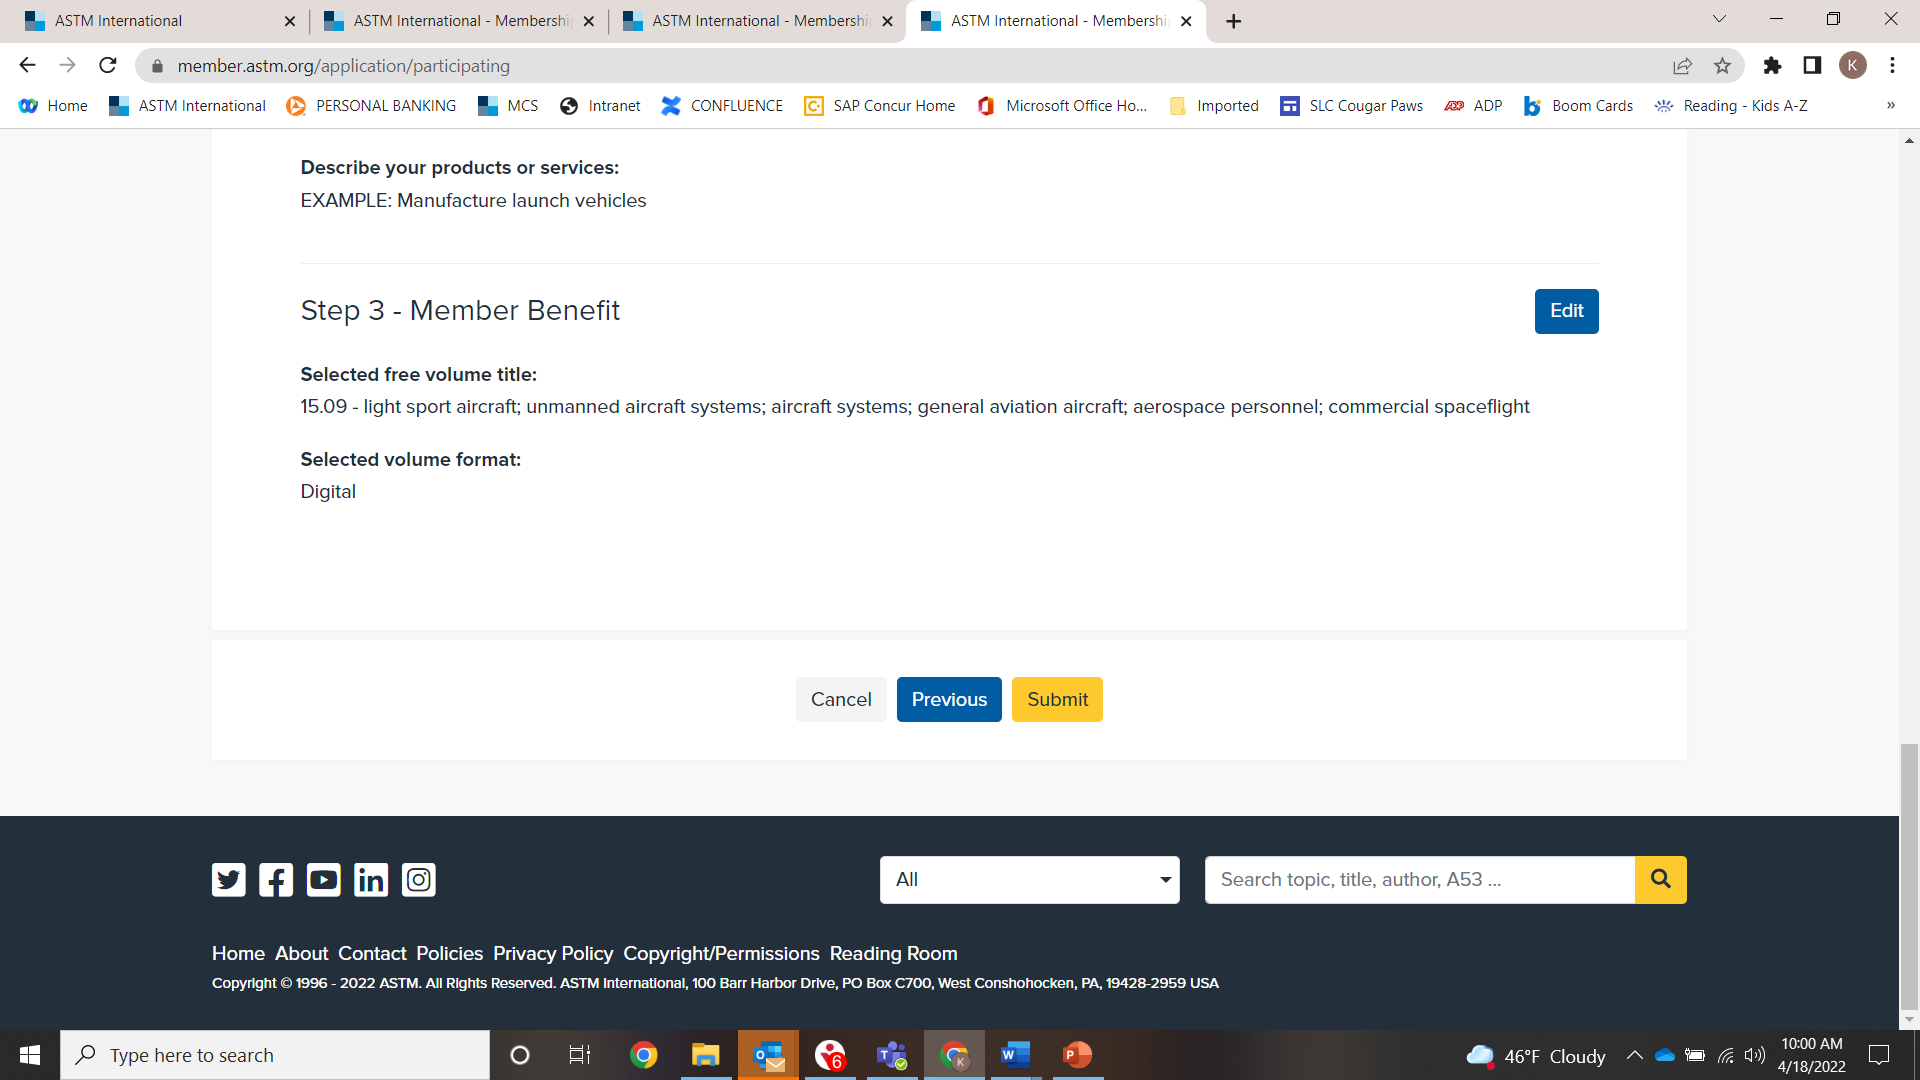 ASTM International
ASTM International - Membershi
ASTM International - Membershi
ASTM International - Membershi
member.astm.org/application/participating
K
Home ASTM International PERSONAL BANKING MCS Intranet CONFLUENCE SAP Concur Home Microsoft Office Ho... Imported SLC Cougar Paws ADP Boom Cards Reading - Kids A-Z »
Describe your products or services:
EXAMPLE: Manufacture launch vehicles
Step 3 - Member Benefit
Edit
Selected free volume title:
15.09 - light sport aircraft; unmanned aircraft systems; aircraft systems; general aviation aircraft; aerospace personnel; commercial spaceflight
Selected volume format:
Digital
Cancel Previous Submit
All
Search topic, title, author, A53 ...
Home About Contact Policies Privacy Policy Copyright/Permissions Reading Room
Copyright © 1996 - 2022 ASTM. All Rights Reserved. ASTM International, 100 Barr Harbor Drive, PO Box C700, West Conshohocken, PA, 19428-2959 USA
Type here to search
6
46°F Cloudy
10:00 AM
4/18/2022